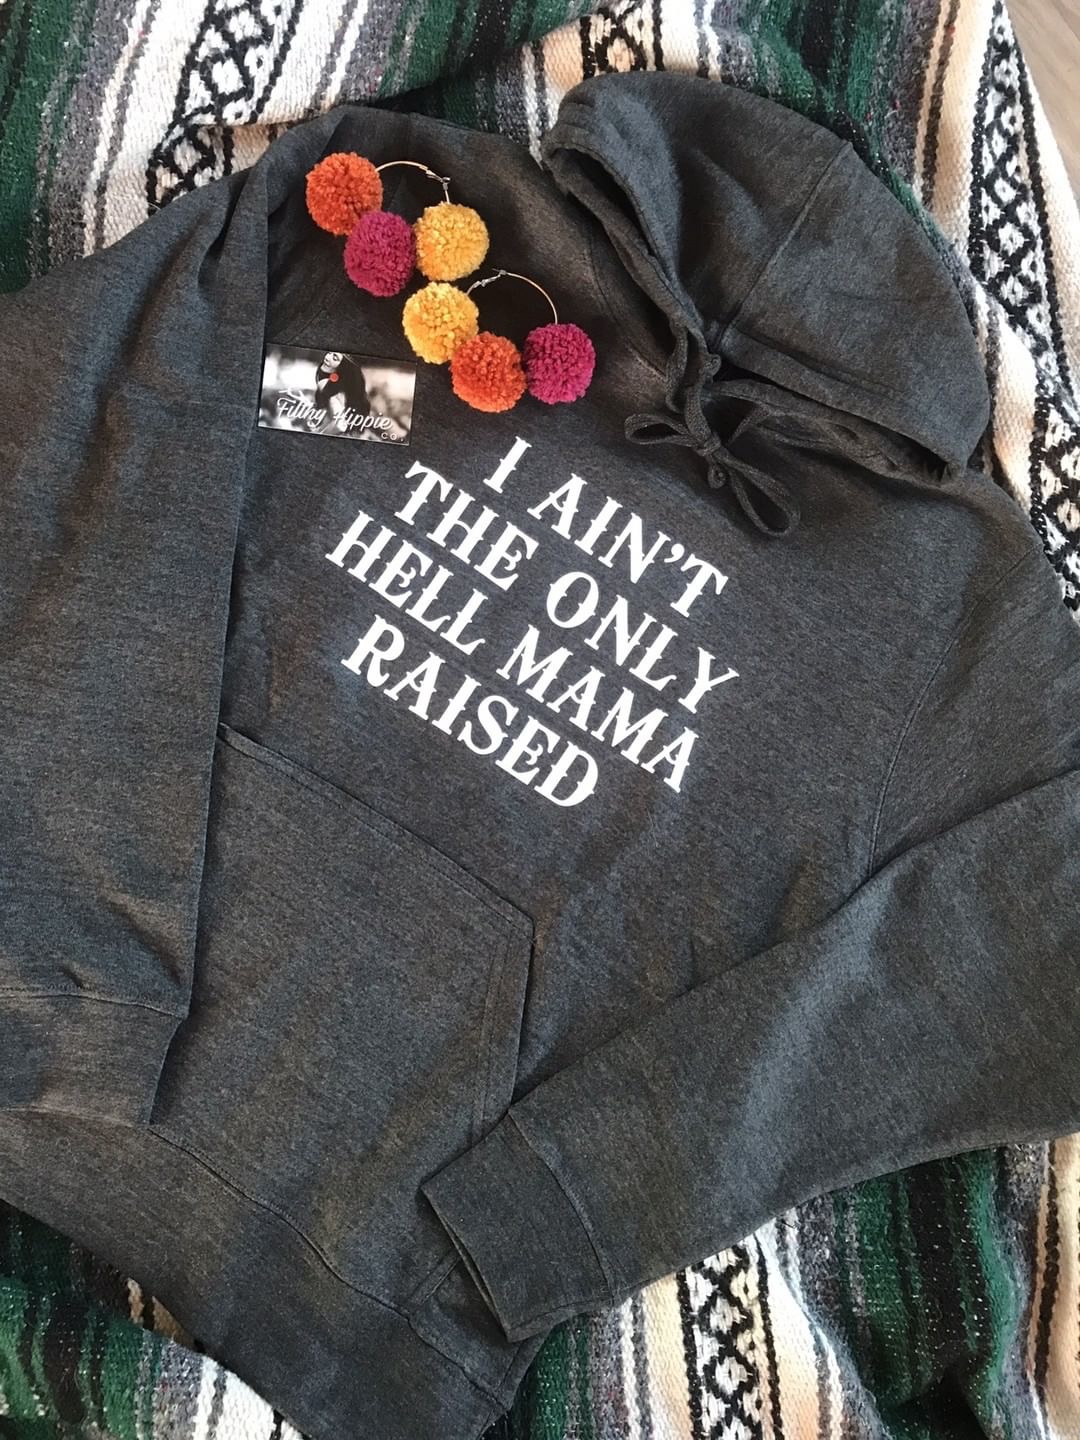 Filthy Hippie
CO.
I AIN'T
THE ONLY
HELL MAMA
RAISED